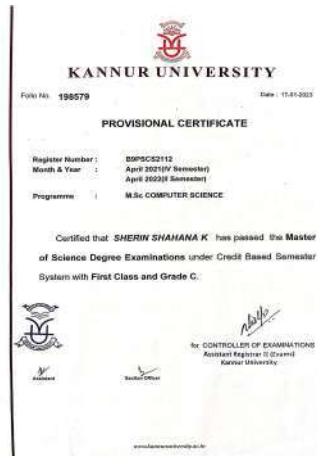 KANNUR UNIVERSITY
Folio No. 198579
Date : 17-01-2023
PROVISIONAL CERTIFICATE
Register Number : B9PSCS2112
Month & Year : April 2021(IV Semester)
April 2022(II Semester)
Programme : M.Sc COMPUTER SCIENCE
Certified that SHERIN SHAHANA K has passed the Master
of Science Degree Examinations under Credit Based Semester
System with First Class and Grade C.
for CONTROLLER OF EXAMINATIONS
Assistant Registrar II (Exams)
Kannur University
Assistant
Section Officer
www.kannuruniversity.ac.in